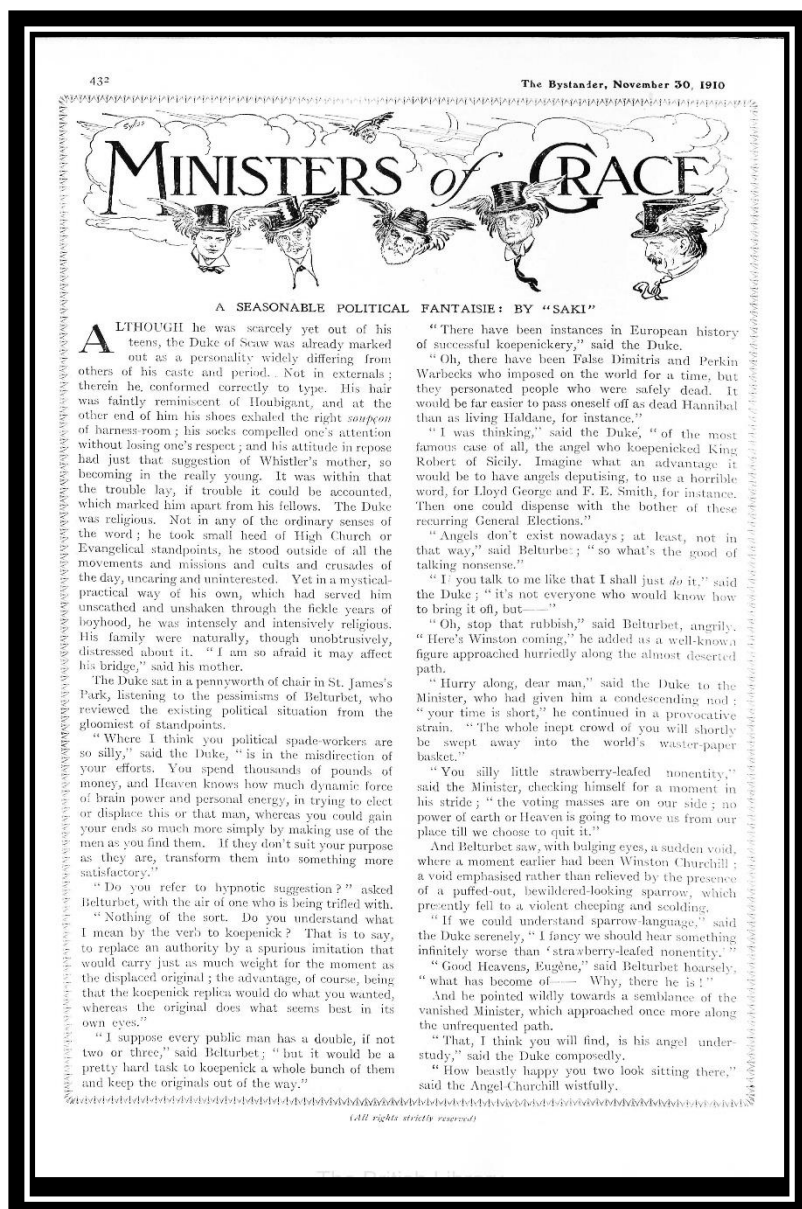 432
The Bystander, November 30, 1910
MINISTERS of GRACE
A SEASONABLE POLITICAL FANTAISIE: BY "SAKI"
ALTHOUGH he was scarcely yet out of his
teens, the Duke of Scaw was already marked
out as a personality widely differing from
others of his caste and period. Not in externals;
therein he conformed correctly to type. His hair
was faintly reminiscent of Houbigant, and at the
other end of him his shoes exhaled the right soupçon
of harness-room; his socks compelled one's attention
without losing one's respect; and his attitude in repose
had just that suggestion of Whistler's mother, so
becoming in the really young. It was within that
the trouble lay, if trouble it could be accounted,
which marked him apart from his fellows. The Duke
was religious. Not in any of the ordinary senses of
the word; he took small heed of High Church or
Evangelical standpoints, he stood outside of all the
movements and missions and cults and crusades of
the day, uncaring and uninterested. Yet in a mystical-
practical way of his own, which had served him
unscathed and unshaken through the fickle years of
boyhood, he was intensely and intensively religious.
His family were naturally, though unobtrusively,
distressed about it. "I am so afraid it may affect
his bridge," said his mother.
The Duke sat in a pennyworth of chair in St. James's
Park, listening to the pessimisms of Belturbet, who
reviewed the existing political situation from the
gloomiest of standpoints.
"Where I think you political spade-workers are
so silly," said the Duke, "is in the misdirection of
your efforts. You spend thousands of pounds of
money, and Heaven knows how much dynamic force
of brain power and personal energy, in trying to elect
or displace this or that man, whereas you could gain
your ends so much more simply by making use of the
men as you find them. If they don't suit your purpose
as they are, transform them into something more
satisfactory."
"Do you refer to hypnotic suggestion?" asked
Belturbet, with the air of one who is being trifled with.
"Nothing of the sort. Do you understand what
I mean by the verb to koepenick? That is to say,
to replace an authority by a spurious imitation that
would carry just as much weight for the moment as
the displaced original; the advantage, of course, being
that the koepenick replica would do what you wanted,
whereas the original does what seems best in its
own eyes."
"I suppose every public man has a double, if not
two or three," said Belturbet; "but it would be a
pretty hard task to koepenick a whole bunch of them
and keep the originals out of the way."
"There have been instances in European history
of successful koepenickery," said the Duke.
"Oh, there have been False Dimitris and Perkin
Warbecks who imposed on the world for a time, but
they personated people who were safely dead. It
would be far easier to pass oneself off as dead Hannibal
than as living Haldane, for instance."
"I was thinking," said the Duke, "of the most
famous case of all, the angel who koepenicked King
Robert of Sicily. Imagine what an advantage it
would be to have angels deputising, to use a horrible
word, for Lloyd George and F. E. Smith, for instance.
Then one could dispense with the bother of these
recurring General Elections."
"Angels don't exist nowadays; at least, not in
that way," said Belturbet; "so what's the good of
talking nonsense."
"If you talk to me like that I shall just do it," said
the Duke; "it's not everyone who would know how
to bring it off, but——"
"Oh, stop that rubbish," said Belturbet, angrily.
"Here's Winston coming," he added as a well-known
figure approached hurriedly along the almost deserted
path.
"Hurry along, dear man," said the Duke to the
Minister, who had given him a condescending nod;
"your time is short," he continued in a provocative
strain. "The whole inept crowd of you will shortly
be swept away into the world's waster-paper
basket."
"You silly little strawberry-leafed nonentity,"
said the Minister, checking himself for a moment in
his stride; "the voting masses are on our side; no
power of earth or Heaven is going to move us from our
place till we choose to quit it."
And Belturbet saw, with bulging eyes, a sudden void,
where a moment earlier had been Winston Churchill;
a void emphasised rather than relieved by the presence
of a puffed-out, bewildered-looking sparrow, which
presently fell to a violent cheeping and scolding.
"If we could understand sparrow-language," said
the Duke serenely, "I fancy we should hear something
infinitely worse than 'strawberry-leafed nonentity.'"
"Good Heavens, Eugène," said Belturbet hoarsely,
"what has become of—— Why, there he is!"
And he pointed wildly towards a semblance of the
vanished Minister, which approached once more along
the unfrequented path.
"That, I think you will find, is his angel under-
study," said the Duke composedly.
"How beastly happy you two look sitting there,"
said the Angel-Churchill wistfully.
(All rights strictly reserved)